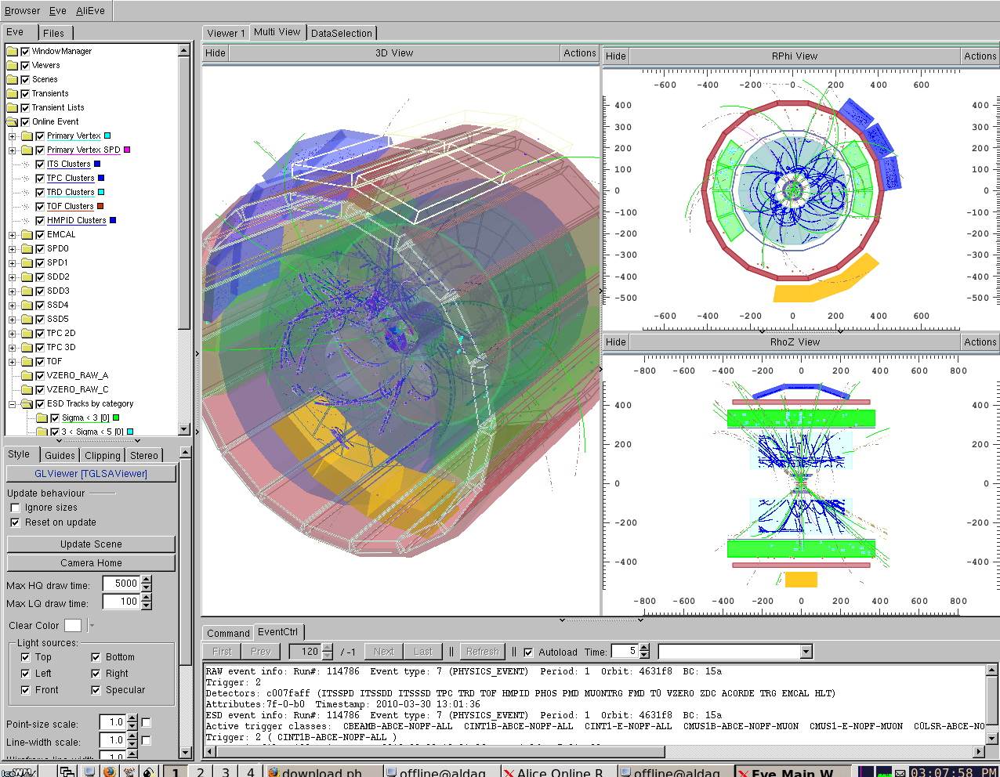 Browser Eve AliEve
Eve Files
WindowManager
Viewers
Scenes
Transients
Transient Lists
Online Event
Primary Vertex
Primary Vertex SPD
ITS Clusters
TPC Clusters
TRD Clusters
TOF Clusters
HMPID Clusters
EMCAL
SPD0
SPD1
SDD2
SDD3
SSD4
SSD5
TPC 2D
TPC 3D
TOF
VZERO_RAW_A
VZERO_RAW_C
ESD Tracks by category
Sigma < 3 [0]
3 < Sigma < 5 [0]
Style Guides Clipping Stereo
GLViewer [TGLSAViewer]
Update behaviour
Ignore sizes
Reset on update
Update Scene
Camera Home
Max HQ draw time: 5000
Max LQ draw time: 100
Clear Color
Light sources:
Top Bottom
Left Right
Front Specular
Point-size scale: 1.0
Line-width scale: 1.0
Wireframe line-width 1.0
Viewer 1 Multi View DataSelection
Hide 3D View Actions
Hide RPhi View Actions
-600 -400 -200 0 200 400 600
400
300
200
100
0
-100
-200
-300
-400
-500
-600 -400 -200 0 200 400 600
Hide RhoZ View Actions
-800 -600 -400 -200 0 200 400 600 800
400
200
0
-200
-400
-800 -600 -400 -200 0 200 400 600 800
Command EventCtrl
First Prev 120 / -1 Next Last || Refresh || Autoload Time: 5
RAW event info: Run#: 114786 Event type: 7 (PHYSICS_EVENT) Period: 1 Orbit: 4631f8 BC: 15a
Trigger: 2
Detectors: c007faff (ITSSPD ITSSDD ITSSSD TPC TRD TOF HMPID PHOS PMD MUONTRG FMD T0 VZERO ZDC ACORDE TRG EMCAL HLT)
Attributes:7f-0-b0 Timestamp: 2010-03-30 13:01:36
ESD event info: Run#: 114786 Event type: 7 (PHYSICS_EVENT) Period: 1 Orbit: 4631f8 BC: 15a
Active trigger classes: CBEAMB-ABCE-NOPF-ALL CINT1B-ABCE-NOPF-ALL CINT1-E-NOPF-ALL CMUS1B-ABCE-NOPF-MUON CMUS1-E-NOPF-MUON C0LSR-ABCE-NO
Trigger: 2 ( CINT1B-ABCE-NOPF-ALL )
IceWM 1 2 3 4 download.ph offline@aldaq Alice Online R offline@aldaq Eve Main W 03:07:58 PM